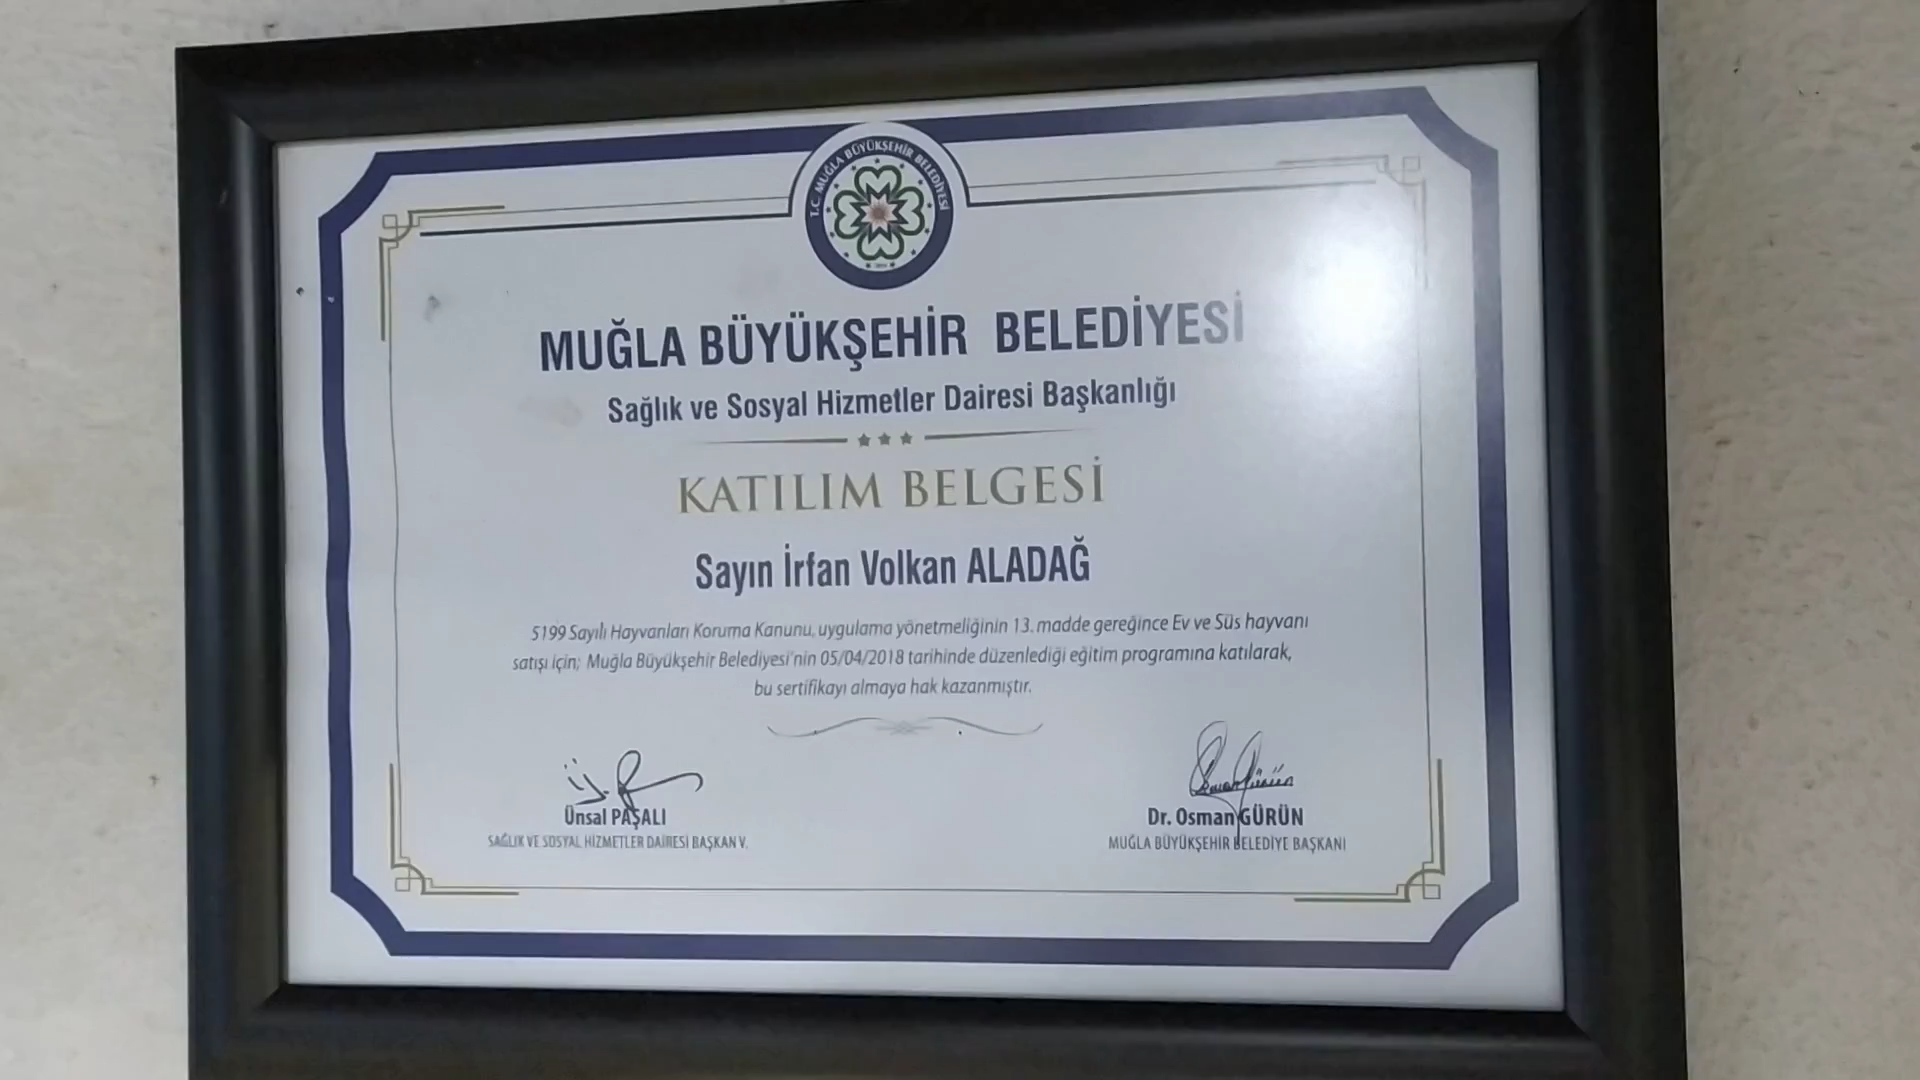 T.C. MUĞLA BÜYÜKŞEHİR BELEDİYESİ
MUĞLA BÜYÜKŞEHİR BELEDİYESİ
Sağlık ve Sosyal Hizmetler Dairesi Başkanlığı
KATILIM BELGESİ
Sayın İrfan Volkan ALADAĞ
5199 Sayılı Hayvanları Koruma Kanunu, uygulama yönetmeliğinin 13. madde gereğince Ev ve Süs hayvanı
satışı için; Muğla Büyükşehir Belediyesi'nin 05/04/2018 tarihinde düzenlediği eğitim programına katılarak,
bu sertifikayı almaya hak kazanmıştır.
Ünsal PAŞALI
SAĞLIK VE SOSYAL HİZMETLER DAİRESİ BAŞKAN V.
Dr. Osman GÜRÜN
MUĞLA BÜYÜKŞEHİR BELEDİYE BAŞKANI